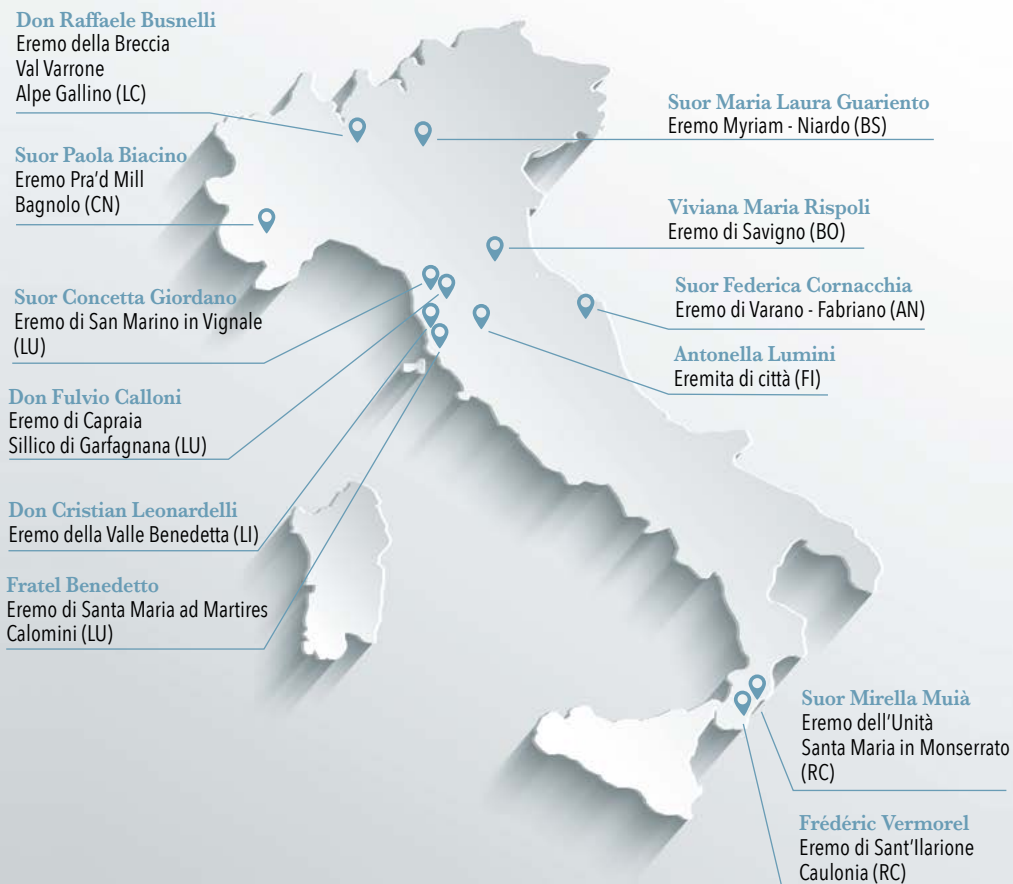 Don Raffaele Busnelli
Eremo della Breccia
Val Varrone
Alpe Gallino (LC)
Suor Paola Biacino
Eremo Pra'd Mill
Bagnolo (CN)
Suor Concetta Giordano
Eremo di San Marino in Vignale
(LU)
Don Fulvio Calloni
Eremo di Capraia
Sillico di Garfagnana (LU)
Don Cristian Leonardelli
Eremo della Valle Benedetta (LI)
Fratel Benedetto
Eremo di Santa Maria ad Martires
Calomini (LU)
Suor Maria Laura Guariento
Eremo Myriam - Niardo (BS)
Viviana Maria Rispoli
Eremo di Savigno (BO)
Suor Federica Cornacchia
Eremo di Varano - Fabriano (AN)
Antonella Lumini
Eremita di città (FI)
Suor Mirella Muià
Eremo dell'Unità
Santa Maria in Monserrato
(RC)
Frédéric Vermorel
Eremo di Sant'Ilarione
Caulonia (RC)